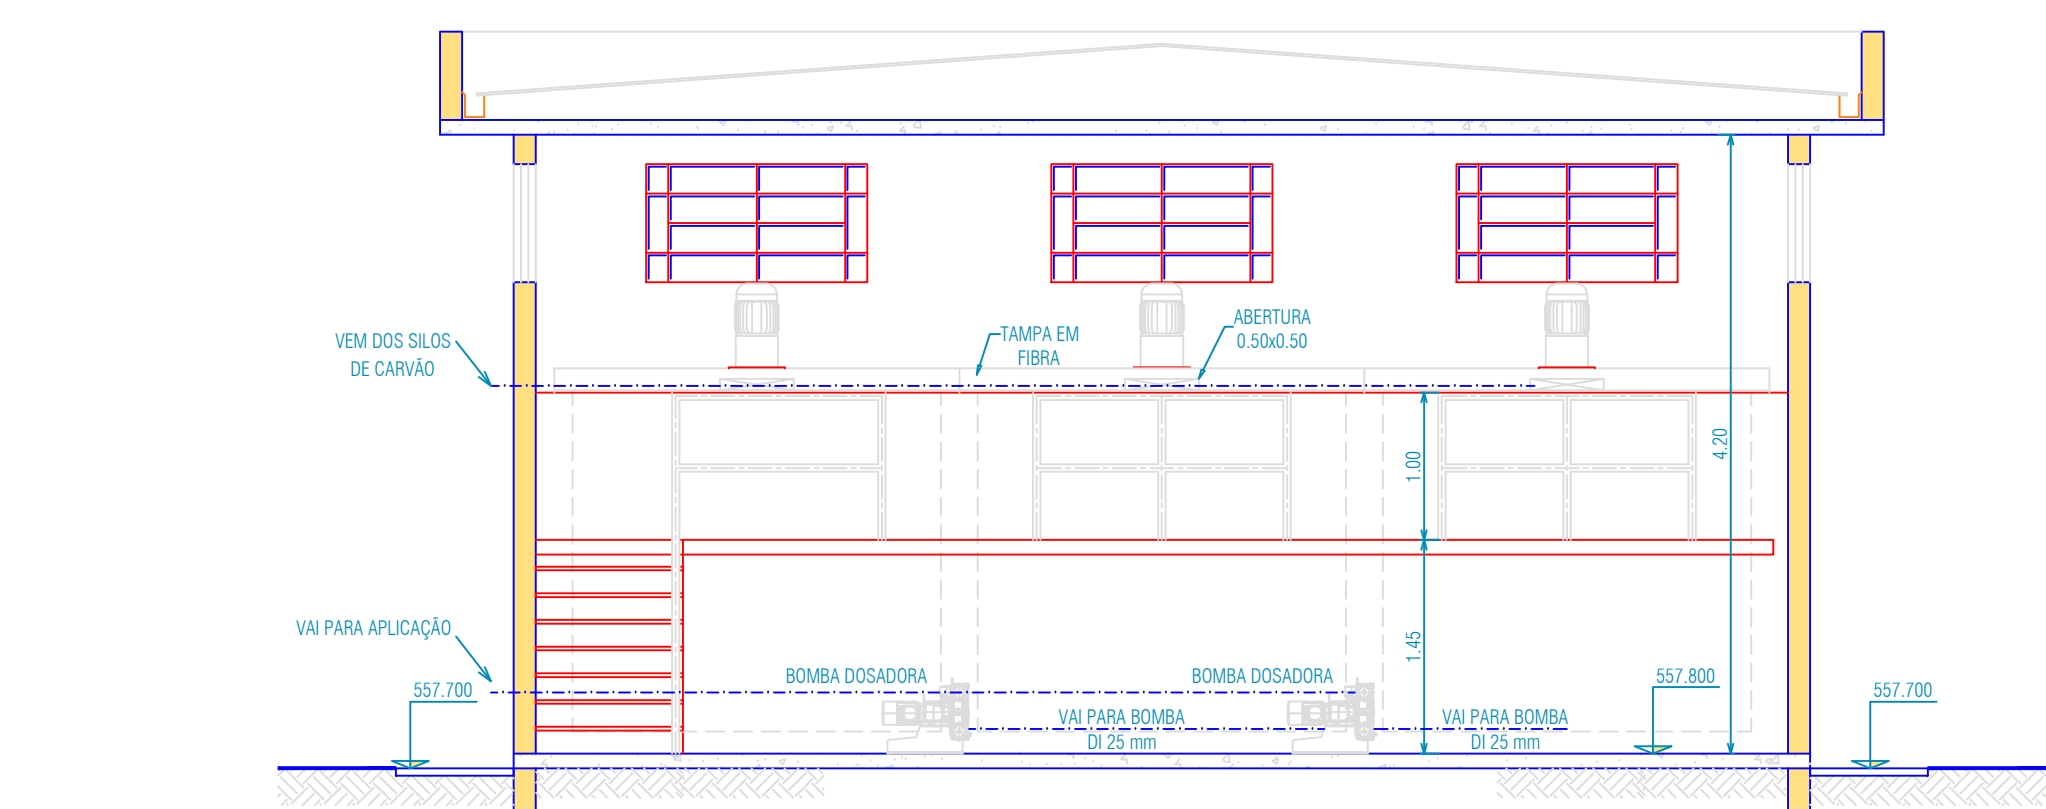 VEM DOS SILOS
DE CARVÃO
TAMPA EM
FIBRA
ABERTURA
0.50x0.50
1.00
4.20
VAI PARA APLICAÇÃO
1.45
BOMBA DOSADORA
BOMBA DOSADORA
557.700
557.800
557.700
VAI PARA BOMBA
DI 25 mm
VAI PARA BOMBA
DI 25 mm